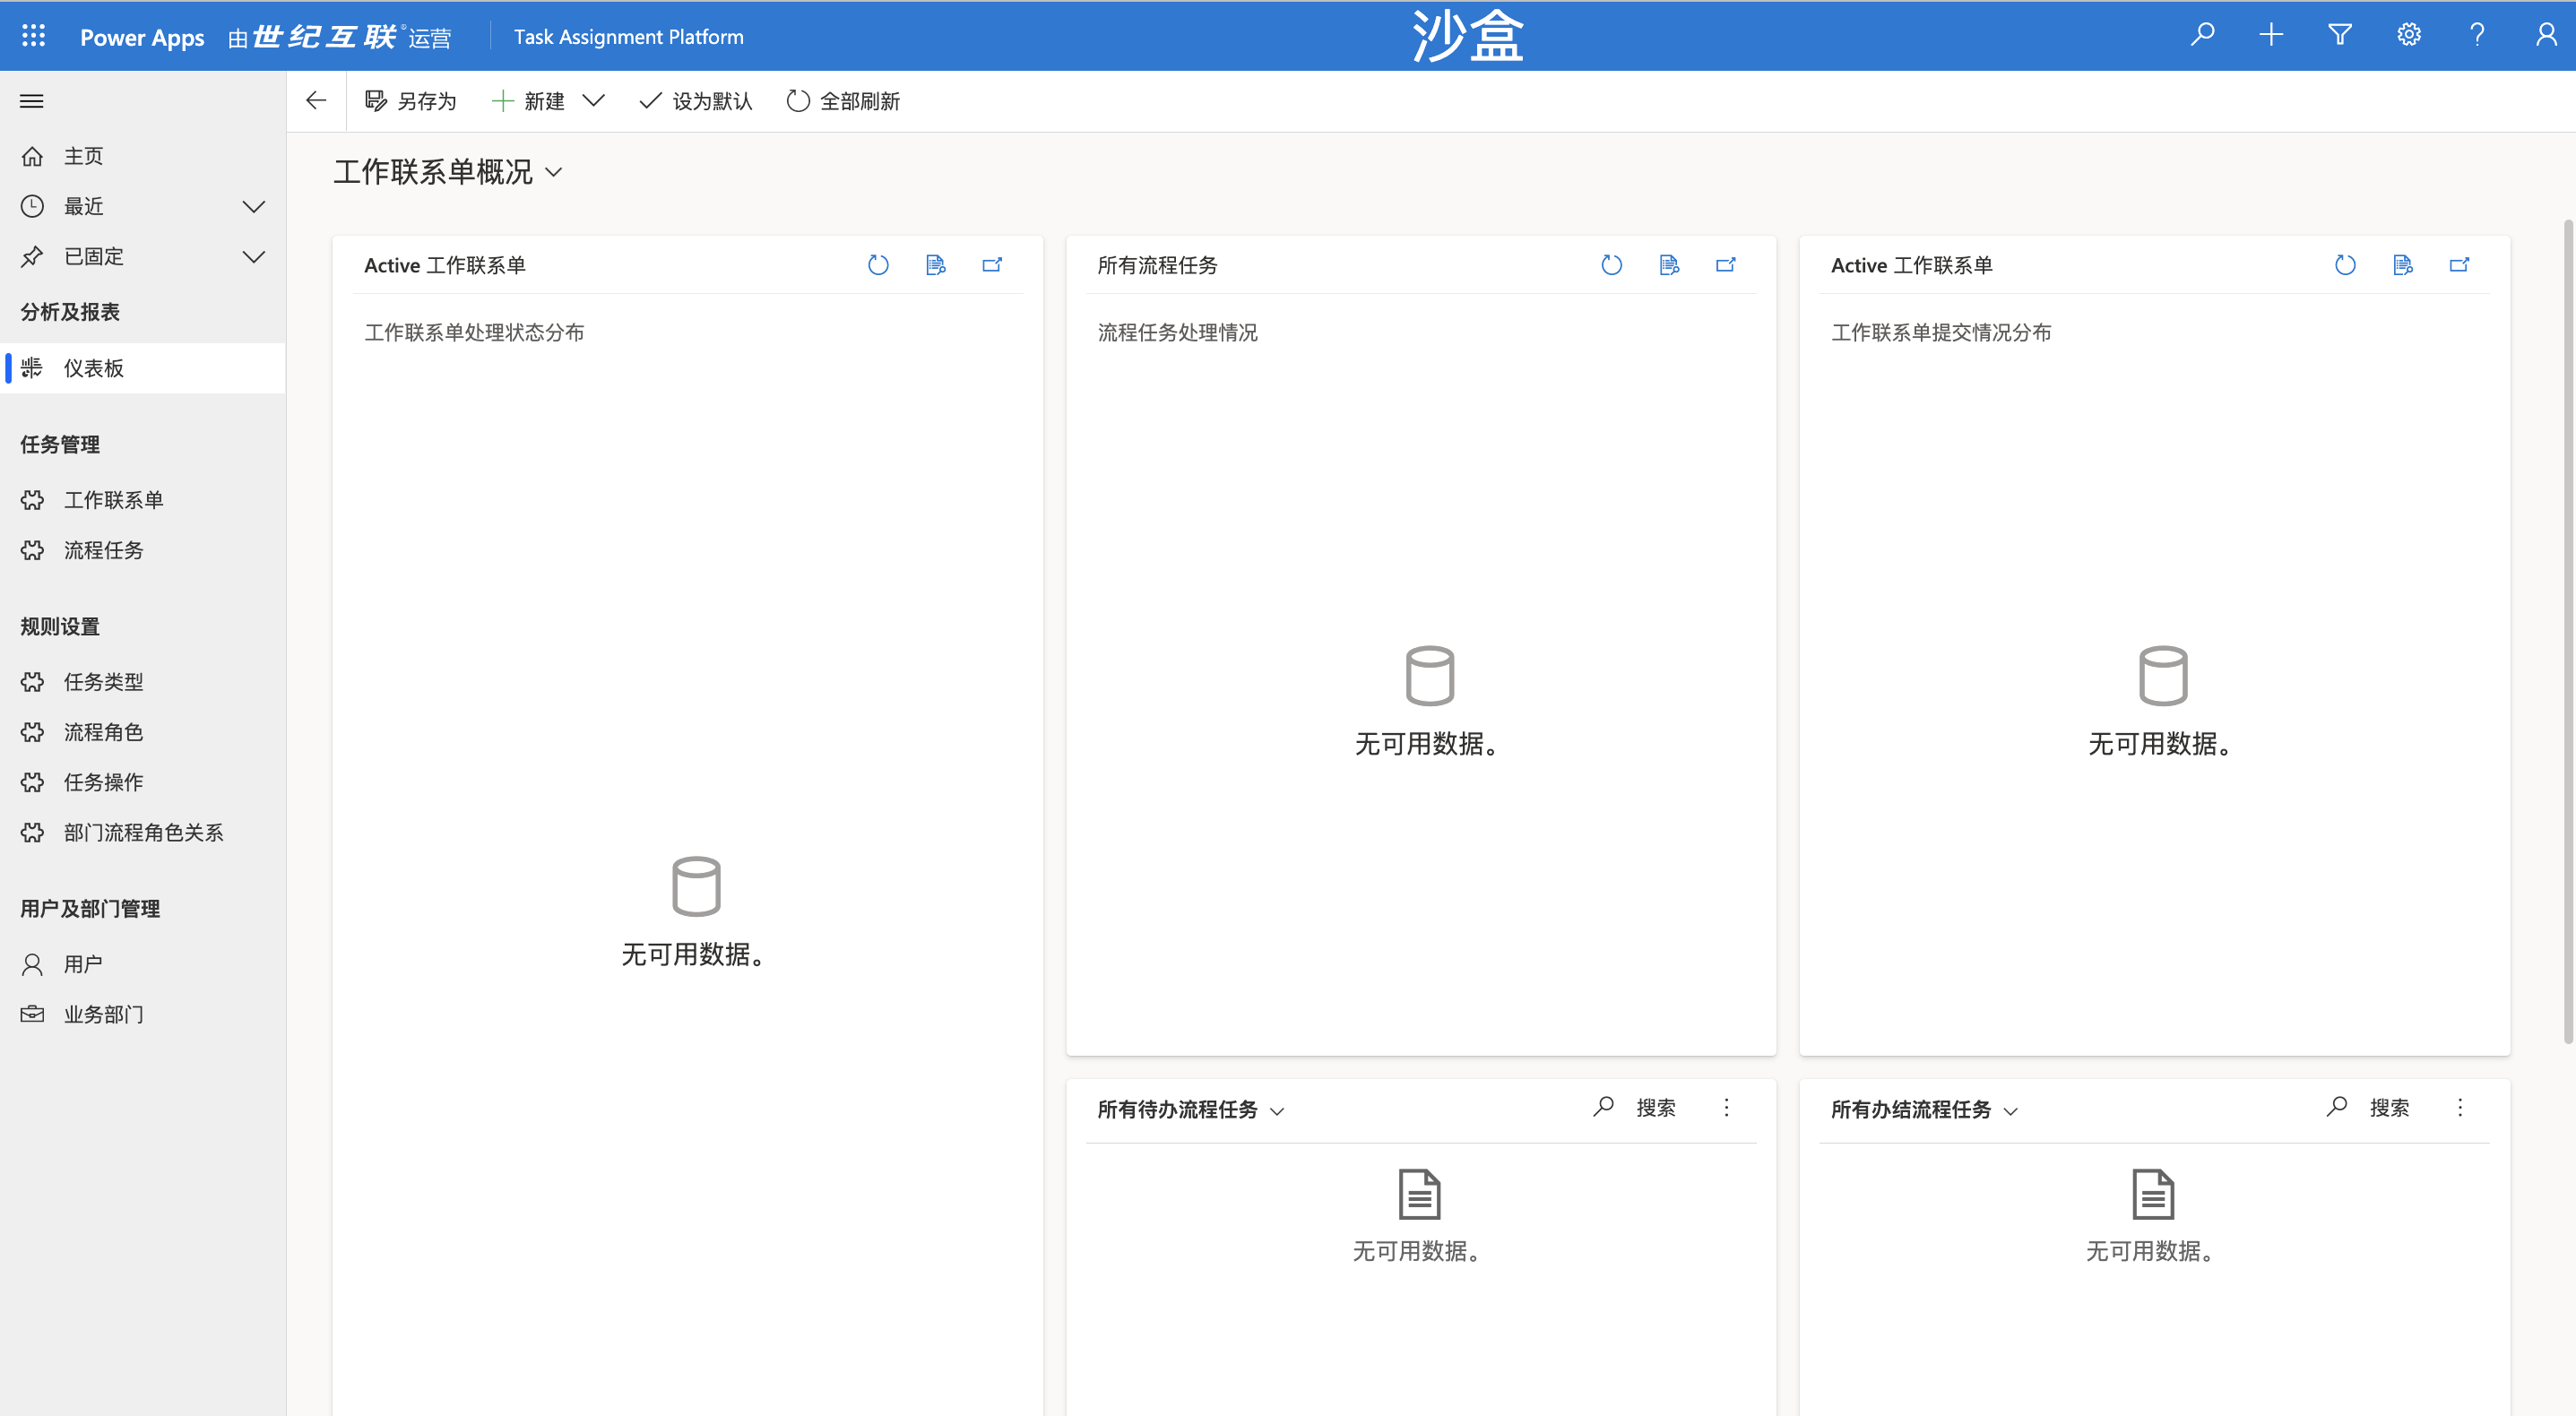 Power Apps 由世纪互联®运营 Task Assignment Platform 沙盒
另存为 新建 设为默认 全部刷新
主页
最近
已固定
分析及报表
仪表板
任务管理
工作联系单
流程任务
规则设置
任务类型
流程角色
任务操作
部门流程角色关系
用户及部门管理
用户
业务部门
工作联系单概况
Active 工作联系单
工作联系单处理状态分布
无可用数据。
所有流程任务
流程任务处理情况
无可用数据。
Active 工作联系单
工作联系单提交情况分布
无可用数据。
所有待办流程任务 搜索
无可用数据。
所有办结流程任务 搜索
无可用数据。